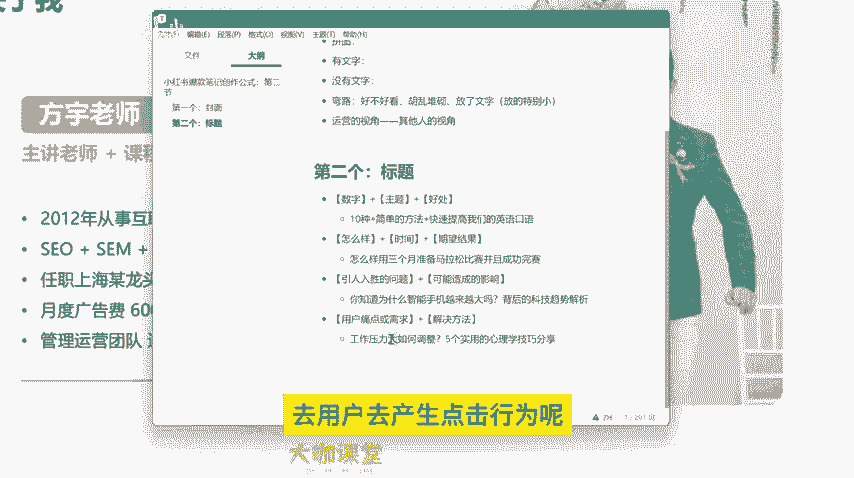 方宇老师
主讲老师 + 课程
• 2012年从事互联
• SEO + SEM +
• 任职上海某龙头
• 月度广告费 600
• 管理运营团队
编辑(E) 段落(P) 格式(O) 视图(V) 主题(T) 帮助(H)
文档 大纲
小红书爆款笔记创作公式：第二
节
第一个：封面
第二个：标题
• 拼图：
• 有文字：
• 没有文字：
• 弯路：好不好看、胡乱堆砌、放了文字（放的特别小）
• 运营的视角——其他人的视角
第二个：标题
• 【数字】+【主题】+【好处】
○ 10种+简单的方法+快速提高我们的英语口语
• 【怎么样】+【时间】+【期望结果】
○ 怎么样用三个月准备马拉松比赛并且成功完赛
• 【引人入胜的问题】+【可能造成的影响】
○ 你知道为什么智能手机越来越大吗？背后的科技趋势解析
• 【用户痛点或需求】+【解决方法】
○ 工作压力大如何调整？5个实用的心理学技巧分享
去用户去产生点击行为呢
大咖课堂